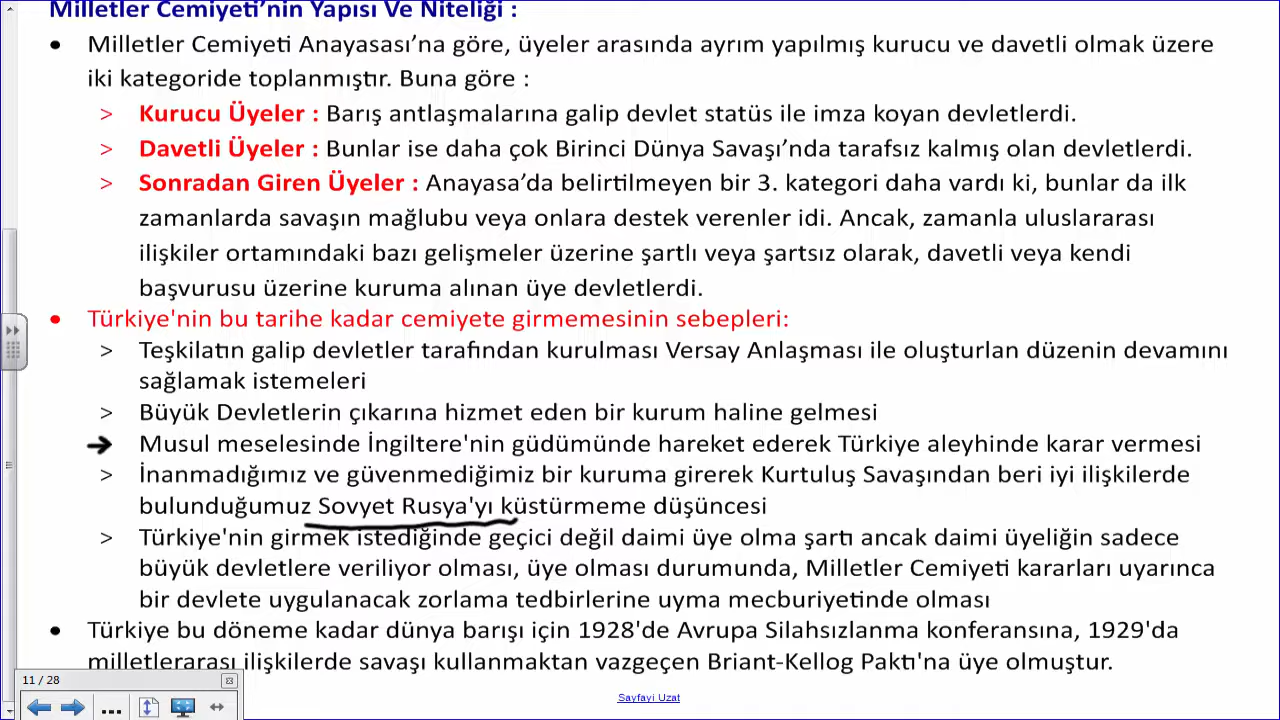 Milletler Cemiyeti’nin Yapısı Ve Niteliği :
• Milletler Cemiyeti Anayasası’na göre, üyeler arasında ayrım yapılmış kurucu ve davetli olmak üzere
iki kategoride toplanmıştır. Buna göre :
> Kurucu Üyeler : Barış antlaşmalarına galip devlet statüs ile imza koyan devletlerdi.
> Davetli Üyeler : Bunlar ise daha çok Birinci Dünya Savaşı’nda tarafsız kalmış olan devletlerdi.
> Sonradan Giren Üyeler : Anayasa’da belirtilmeyen bir 3. kategori daha vardı ki, bunlar da ilk
zamanlarda savaşın mağlubu veya onlara destek verenler idi. Ancak, zamanla uluslararası
ilişkiler ortamındaki bazı gelişmeler üzerine şartlı veya şartsız olarak, davetli veya kendi
başvurusu üzerine kuruma alınan üye devletlerdi.
• Türkiye'nin bu tarihe kadar cemiyete girmemesinin sebepleri:
> Teşkilatın galip devletler tarafından kurulması Versay Anlaşması ile oluşturlan düzenin devamını
sağlamak istemeleri
> Büyük Devletlerin çıkarına hizmet eden bir kurum haline gelmesi
➔ Musul meselesinde İngiltere'nin güdümünde hareket ederek Türkiye aleyhinde karar vermesi
> İnanmadığımız ve güvenmediğimiz bir kuruma girerek Kurtuluş Savaşından beri iyi ilişkilerde
bulunduğumuz Sovyet Rusya'yı küstürmeme düşüncesi
> Türkiye'nin girmek istediğinde geçici değil daimi üye olma şartı ancak daimi üyeliğin sadece
büyük devletlere veriliyor olması, üye olması durumunda, Milletler Cemiyeti kararları uyarınca
bir devlete uygulanacak zorlama tedbirlerine uyma mecburiyetinde olması
• Türkiye bu döneme kadar dünya barışı için 1928'de Avrupa Silahsızlanma konferansına, 1929'da
milletlerarası ilişkilerde savaşı kullanmaktan vazgeçen Briant-Kellog Paktı'na üye olmuştur.
11 / 28
Sayfayi Uzat